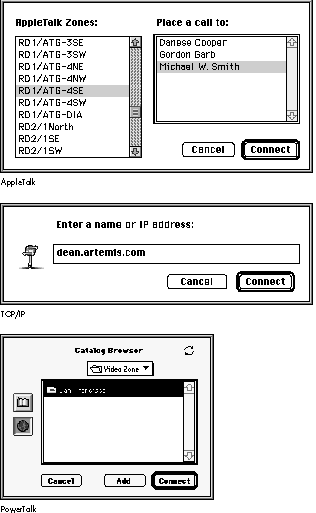 AppleTalk Zones:
Place a call to:
RD1/ATG-3SE
RD1/ATG-3SW
RD1/ATG-4NE
RD1/ATG-4NW
RD1/ATG-4SE
RD1/ATG-4SW
RD1/ATG-DIA
RD2/1North
RD2/1SE
RD2/1SW
Danese Cooper
Gordon Garb
Michael W. Smith
Cancel
Connect
AppleTalk
Enter a name or IP address:
dean.artemis.com
Cancel
Connect
TCP/IP
Catalog Browser
Video Zone
Cancel
Add
Connect
PowerTalk